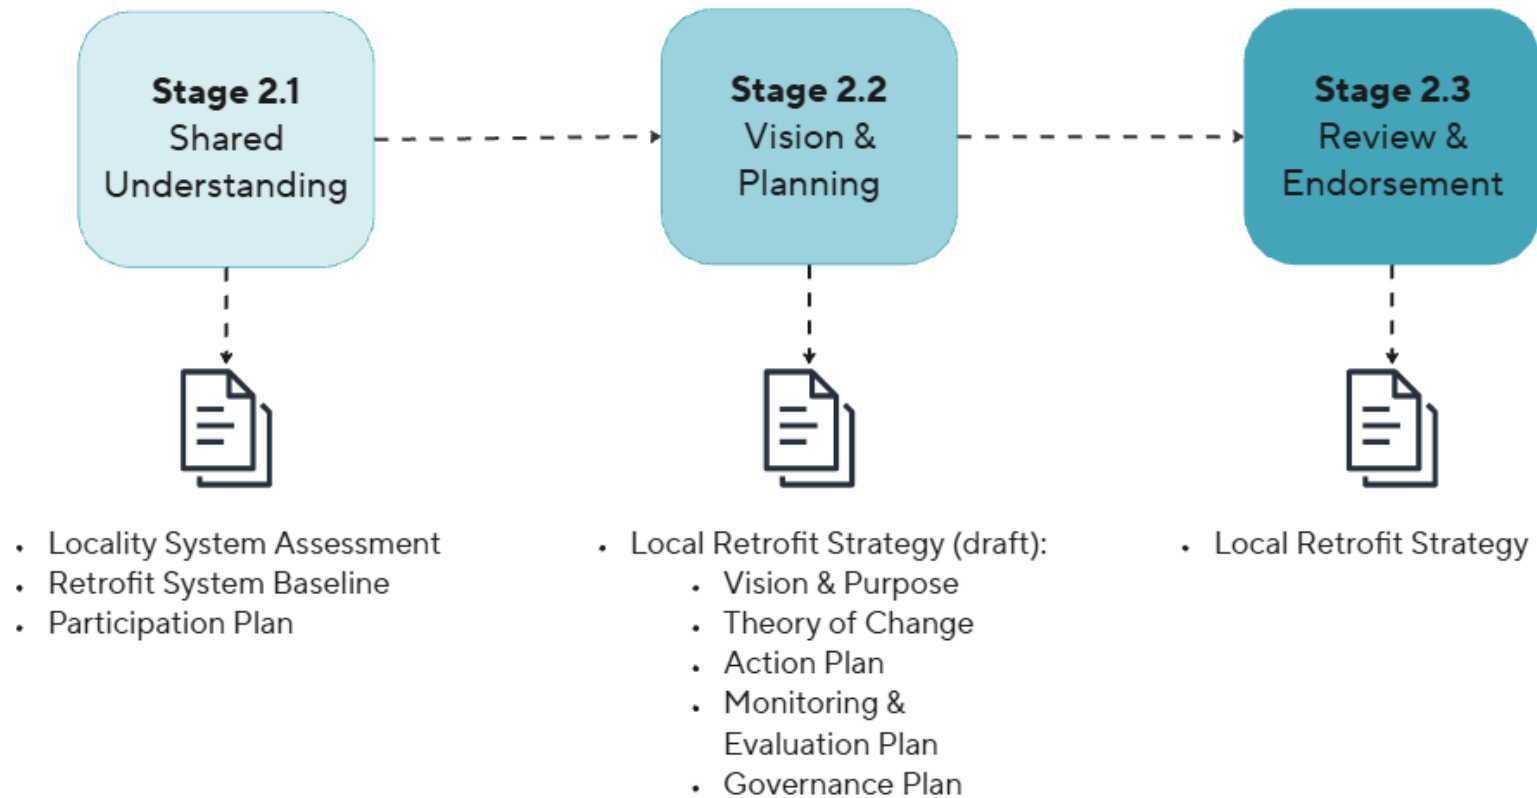 Stage 2.1
Shared
Understanding
Stage 2.2
Vision &
Planning
Stage 2.3
Review &
Endorsement
• Locality System Assessment
• Retrofit System Baseline
• Participation Plan
• Local Retrofit Strategy (draft):
• Vision & Purpose
• Theory of Change
• Action Plan
• Monitoring &
Evaluation Plan
• Governance Plan
• Local Retrofit Strategy